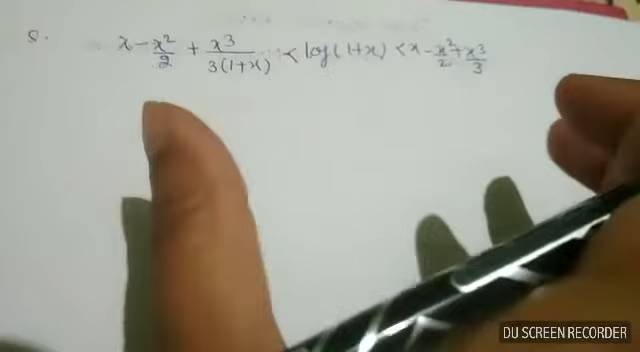 8. x - x²/2 + x³/3(1+x) < log(1+x) < x - x²/2 + x³/3
DU SCREEN RECORDER